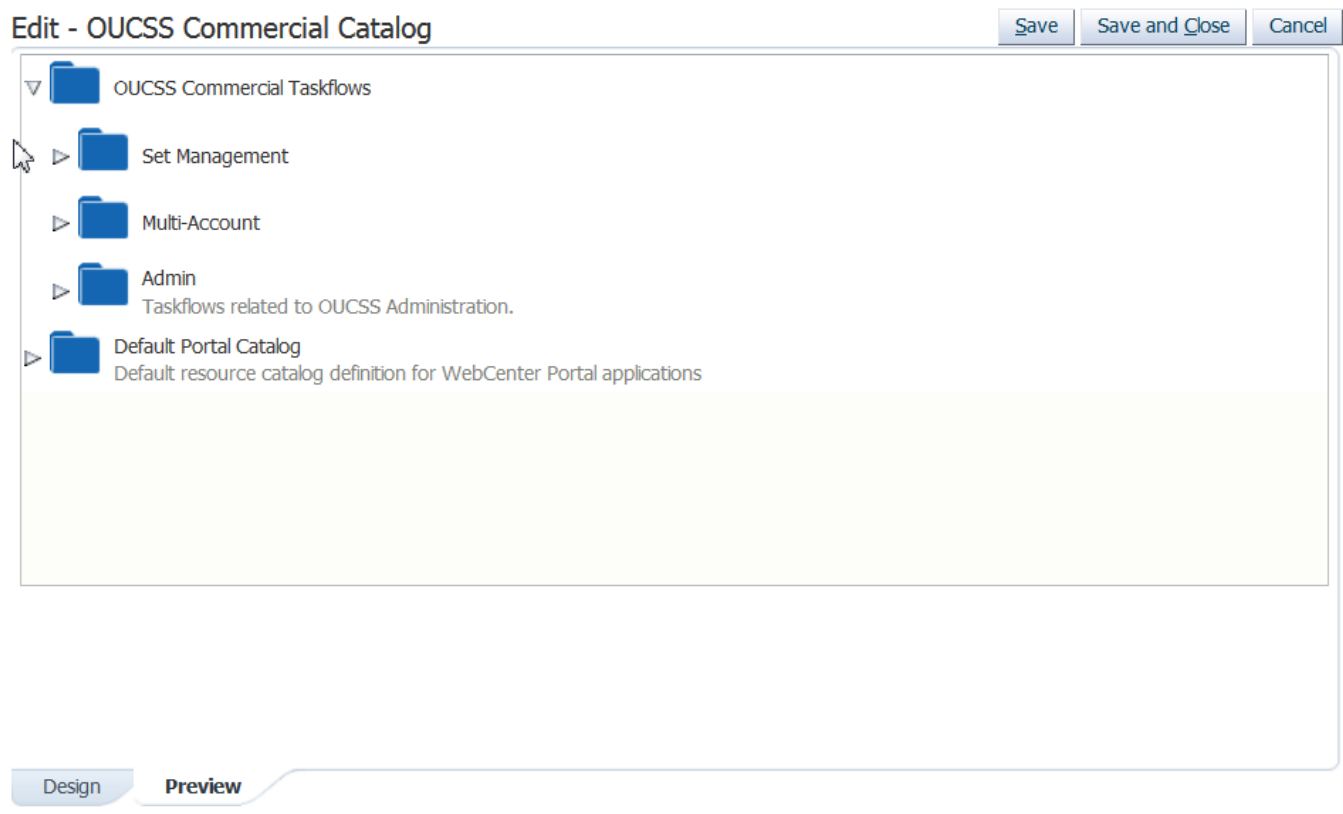 Edit - OUCSS Commercial Catalog
Save
Save and Close
Cancel
OUCSS Commercial Taskflows
Set Management
Multi-Account
Admin
Taskflows related to OUCSS Administration.
Default Portal Catalog
Default resource catalog definition for WebCenter Portal applications
Design
Preview